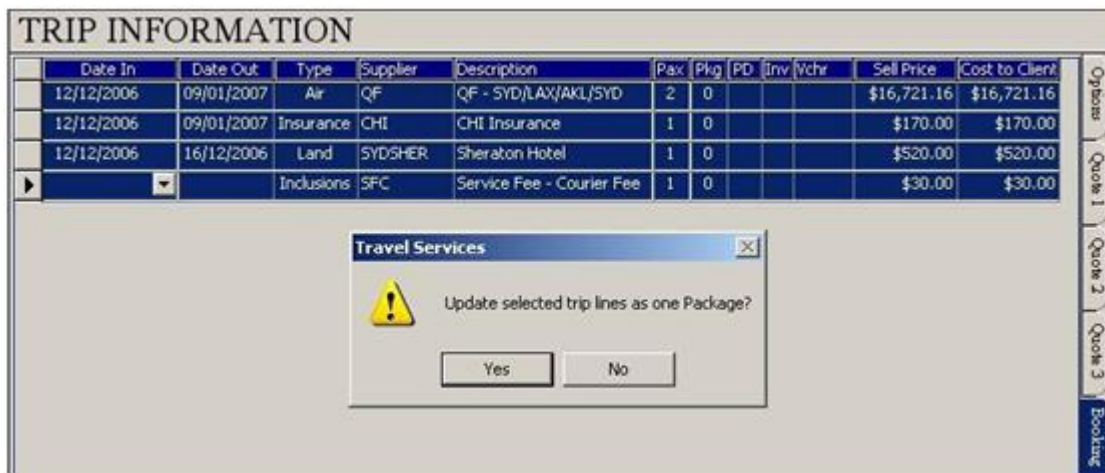 TRIP INFORMATION
Date In Date Out Type Supplier Description Pax Pkg PD Inv Vchr Sell Price Cost to Client
12/12/2006 09/01/2007 Air QF QF - SYD/LAX/AKL/SYD 2 0 $16,721.16 $16,721.16
12/12/2006 09/01/2007 Insurance CHI CHI Insurance 1 0 $170.00 $170.00
12/12/2006 16/12/2006 Land SYDSHER Sheraton Hotel 1 0 $520.00 $520.00
Inclusions SFC Service Fee - Courier Fee 1 0 $30.00 $30.00
Travel Services
Update selected trip lines as one Package?
Yes No
Options
Quote 1
Quote 2
Quote 3
Booking